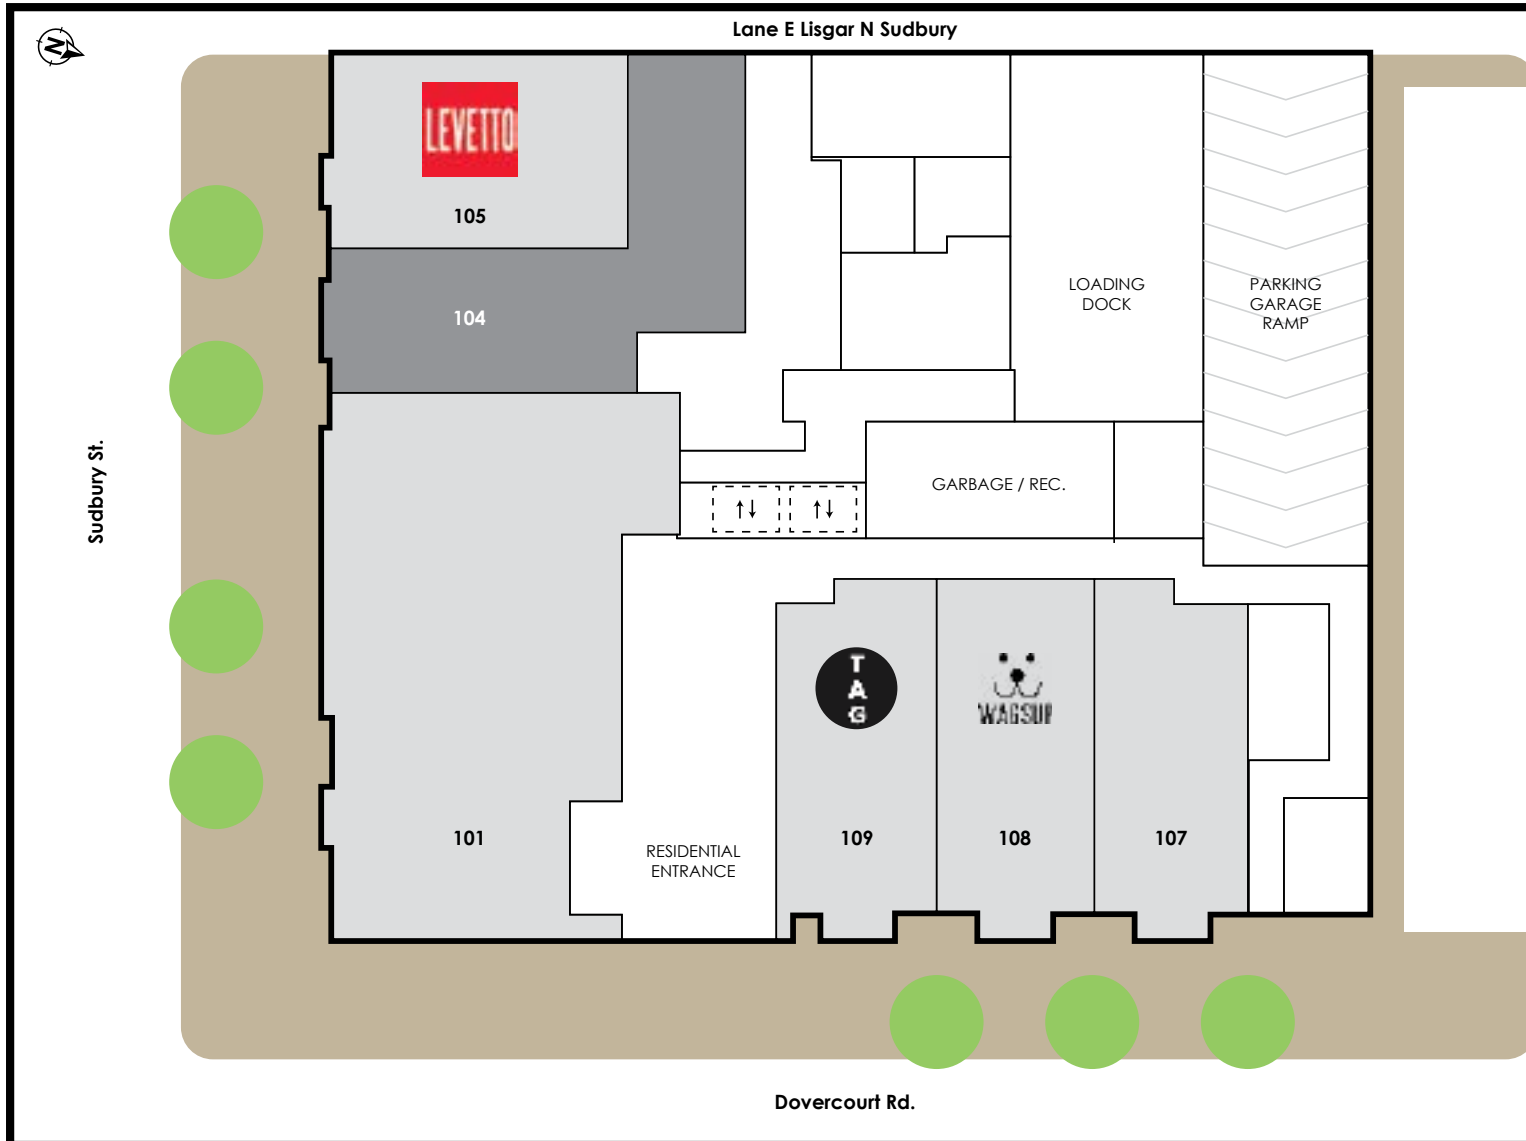 Lane E Lisgar N Sudbury
N
LEVETTO
105
104
LOADING
DOCK
PARKING
GARAGE
RAMP
Sudbury St.
GARBAGE / REC.
T
A
G
WAGSUP
101
RESIDENTIAL
ENTRANCE
109
108
107
Dovercourt Rd.